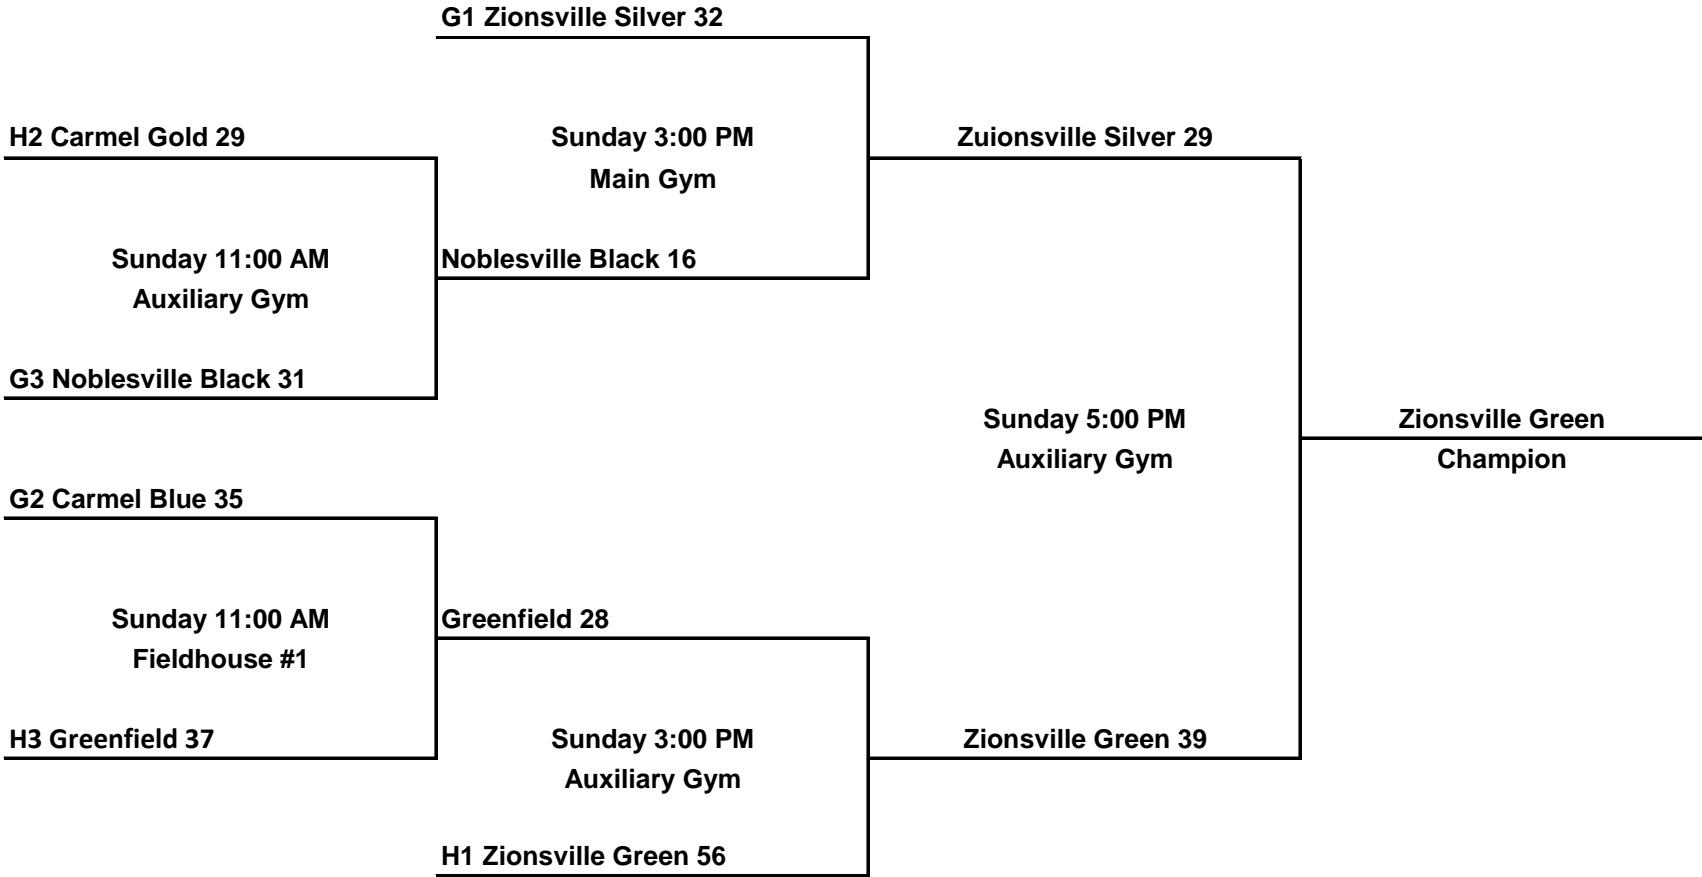 G1 Zionsville Silver 32
H2 Carmel Gold 29
Sunday 3:00 PM
Main Gym
Zuionsville Silver 29
Sunday 11:00 AM
Auxiliary Gym
Noblesville Black 16
G3 Noblesville Black 31
Sunday 5:00 PM
Auxiliary Gym
Zionsville Green
Champion
G2 Carmel Blue 35
Sunday 11:00 AM
Fieldhouse #1
Greenfield 28
H3 Greenfield 37
Sunday 3:00 PM
Auxiliary Gym
Zionsville Green 39
H1 Zionsville Green 56